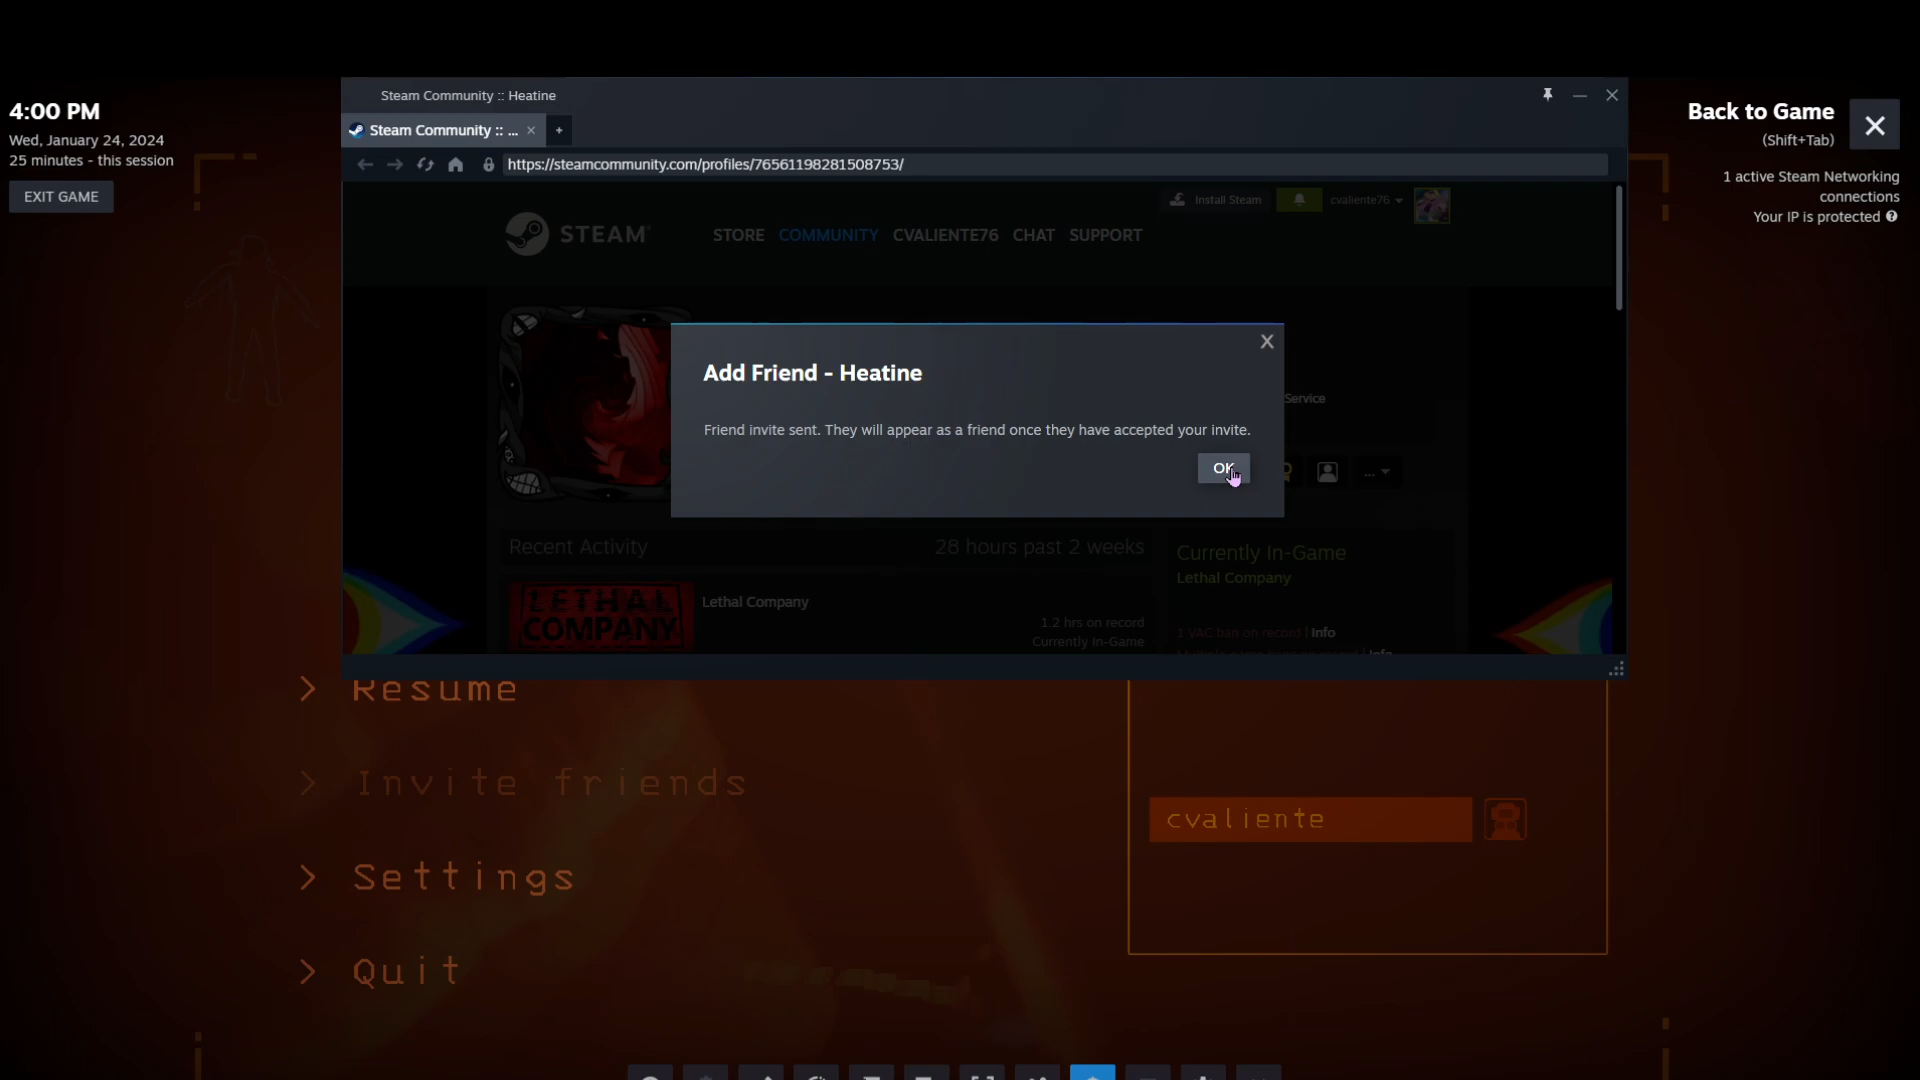 Steam Community :: Heatine
4:00 PM
Wed, January 24, 2024
25 minutes - this session
EXIT GAME
Steam Community :: ...
https://steamcommunity.com/profiles/76561198281508753/
Back to Game
(Shift+Tab)
1 active Steam Networking
connections
Your IP is protected
Install Steam
cvaliente76
STEAM
STORE COMMUNITY CVALIENTE76 CHAT SUPPORT
Add Friend - Heatine
X
Service
Friend invite sent. They will appear as a friend once they have accepted your invite.
OK
...
Recent Activity
28 hours past 2 weeks
Currently In-Game
Lethal Company
LETHAL
COMPANY
Lethal Company
1.2 hrs on record
Currently In-Game
1 VAC ban on record | Info
> Resume
> Invite friends
cvaliente
> Settings
> Quit